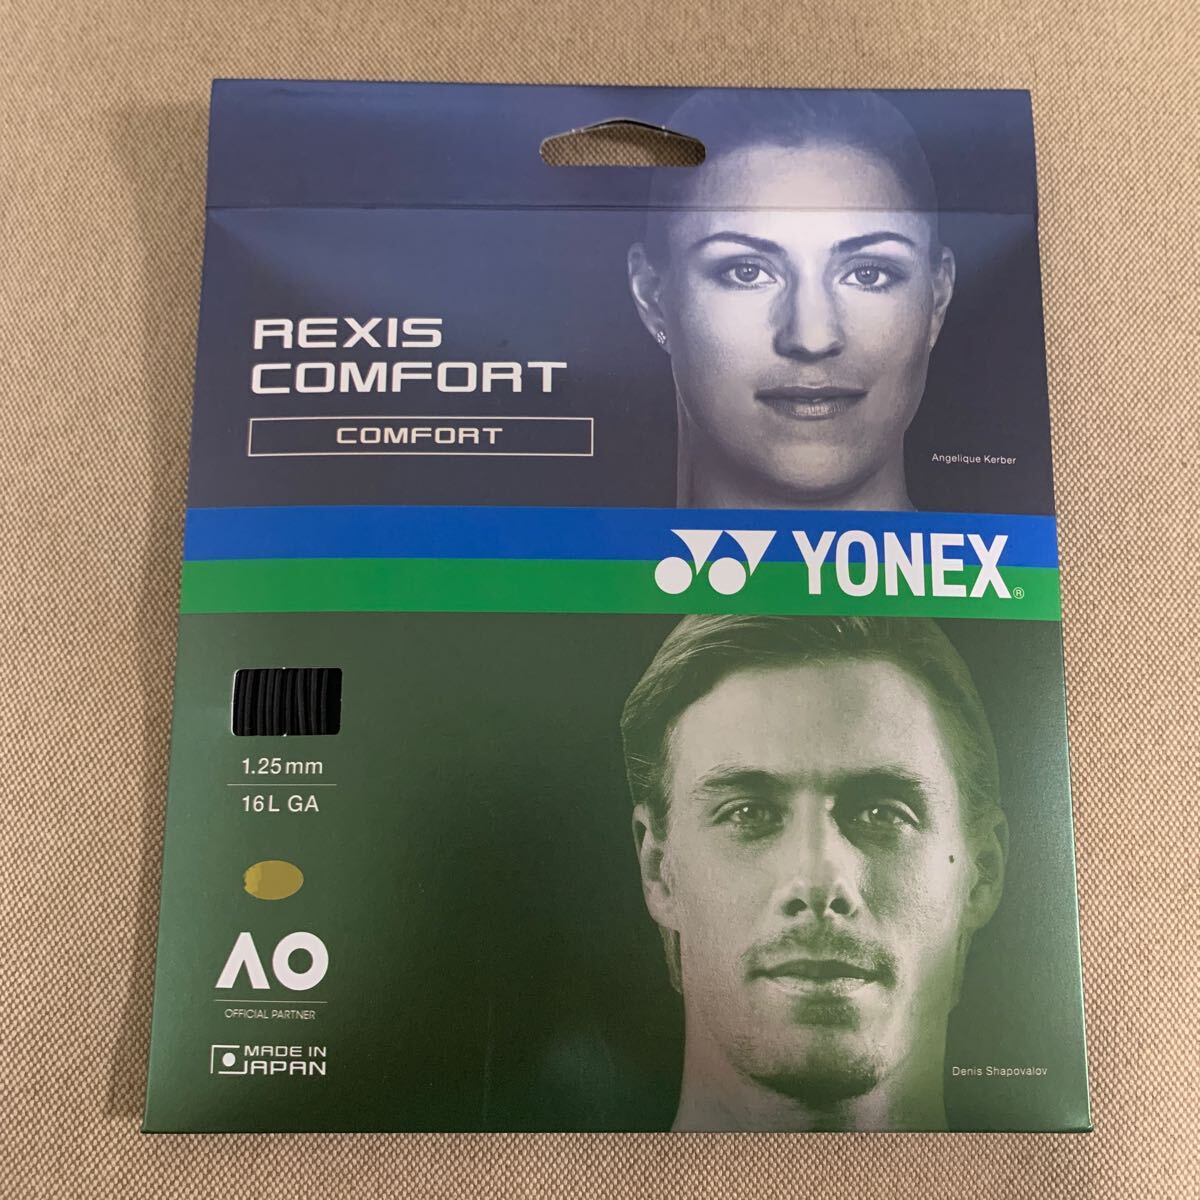 REXIS
COMFORT
COMFORT
Angelique Kerber
YONEX®
1.25mm
16L GA
AO
OFFICIAL PARTNER
MADE IN
JAPAN
Denis Shapovalov